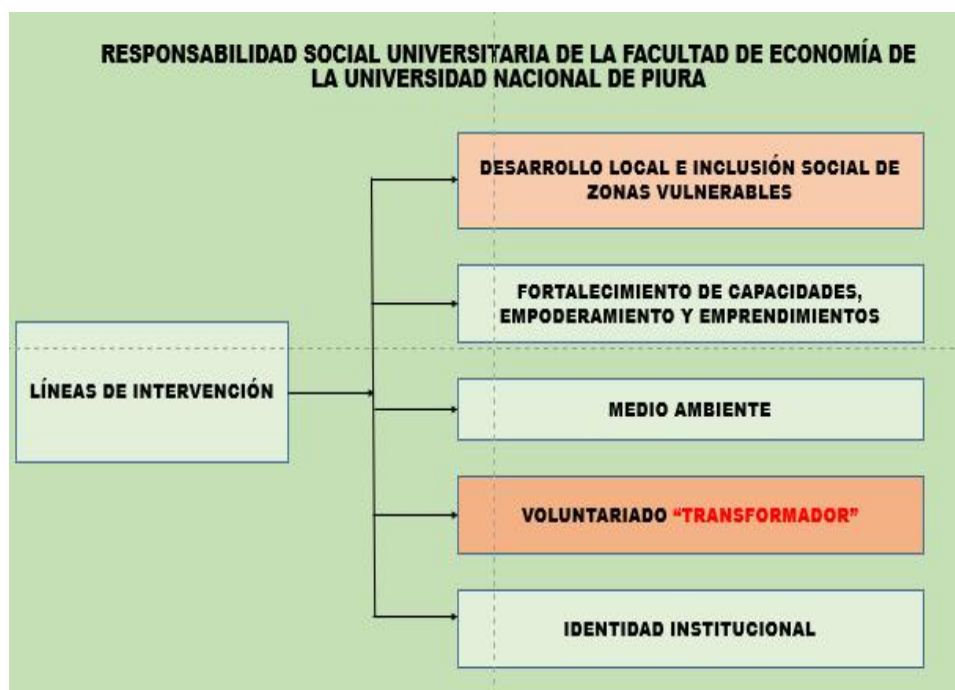 RESPONSABILIDAD SOCIAL UNIVERSITARIA DE LA FACULTAD DE ECONOMÍA DE
LA UNIVERSIDAD NACIONAL DE PIURA
DESARROLLO LOCAL E INCLUSIÓN SOCIAL DE
ZONAS VULNERABLES
FORTALECIMIENTO DE CAPACIDADES,
EMPODERAMIENTO Y EMPRENDIMIENTOS
LÍNEAS DE INTERVENCIÓN
MEDIO AMBIENTE
VOLUNTARIADO “TRANSFORMADOR”
IDENTIDAD INSTITUCIONAL